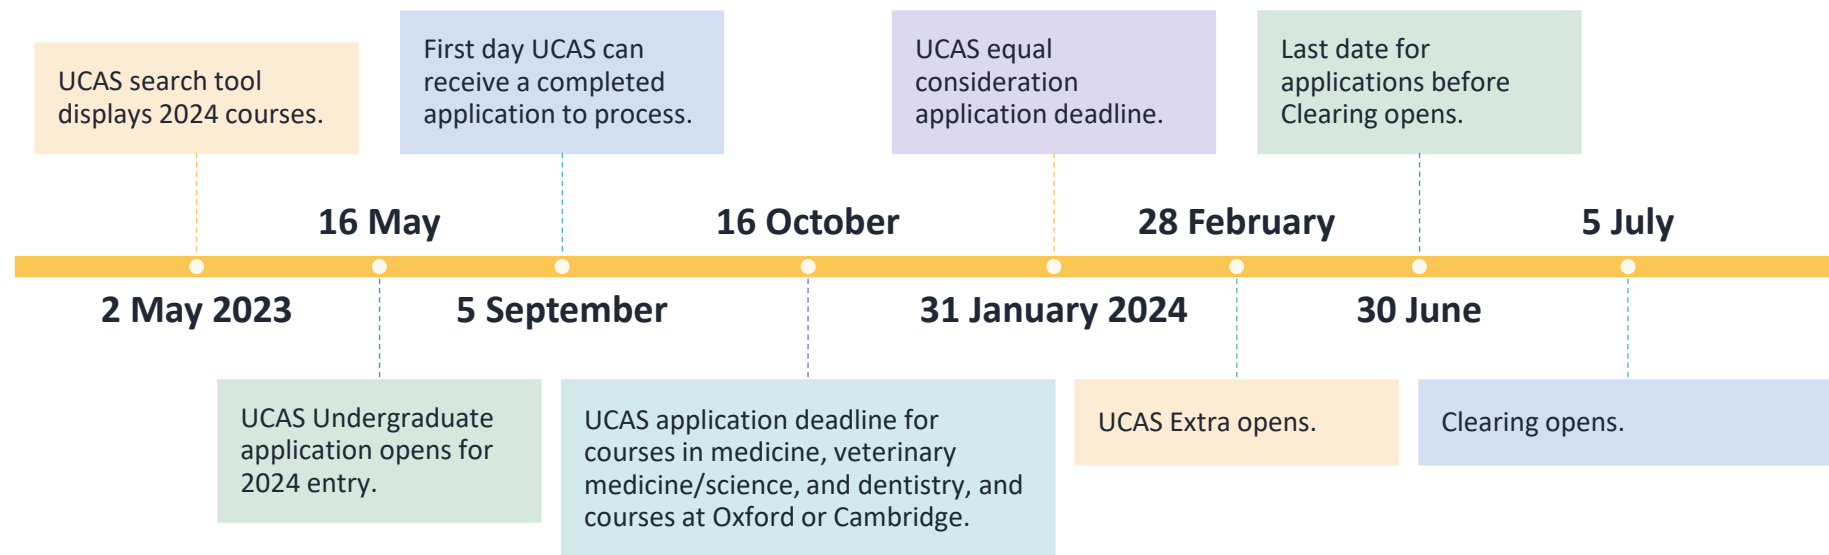 UCAS search tool
displays 2024 courses.
First day UCAS can
receive a completed
application to process.
UCAS equal
consideration
application deadline.
Last date for
applications before
Clearing opens.
16 May
16 October
28 February
5 July
2 May 2023
5 September
31 January 2024
30 June
UCAS Undergraduate
application opens for
2024 entry.
UCAS application deadline for
courses in medicine, veterinary
medicine/science, and dentistry, and
courses at Oxford or Cambridge.
UCAS Extra opens.
Clearing opens.